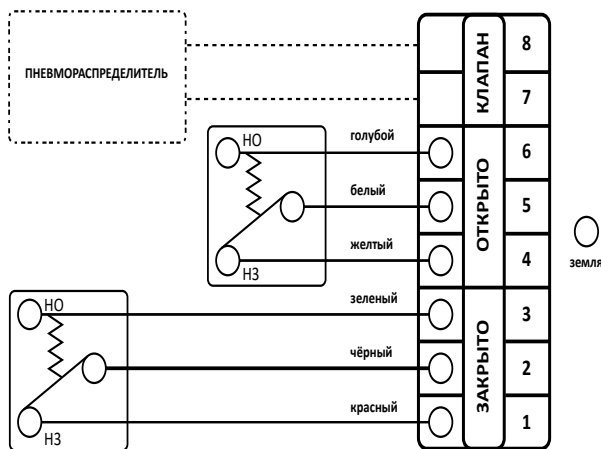 ПНЕВМОРАСПРЕДЕЛИТЕЛЬ
КЛАПАН
8
7
НО
голубой
6
белый
ОТКРЫТО
5
желтый
4
НЗ
земля
НО
зеленый
3
чёрный
ЗАКРЫТО
2
красный
1
НЗ